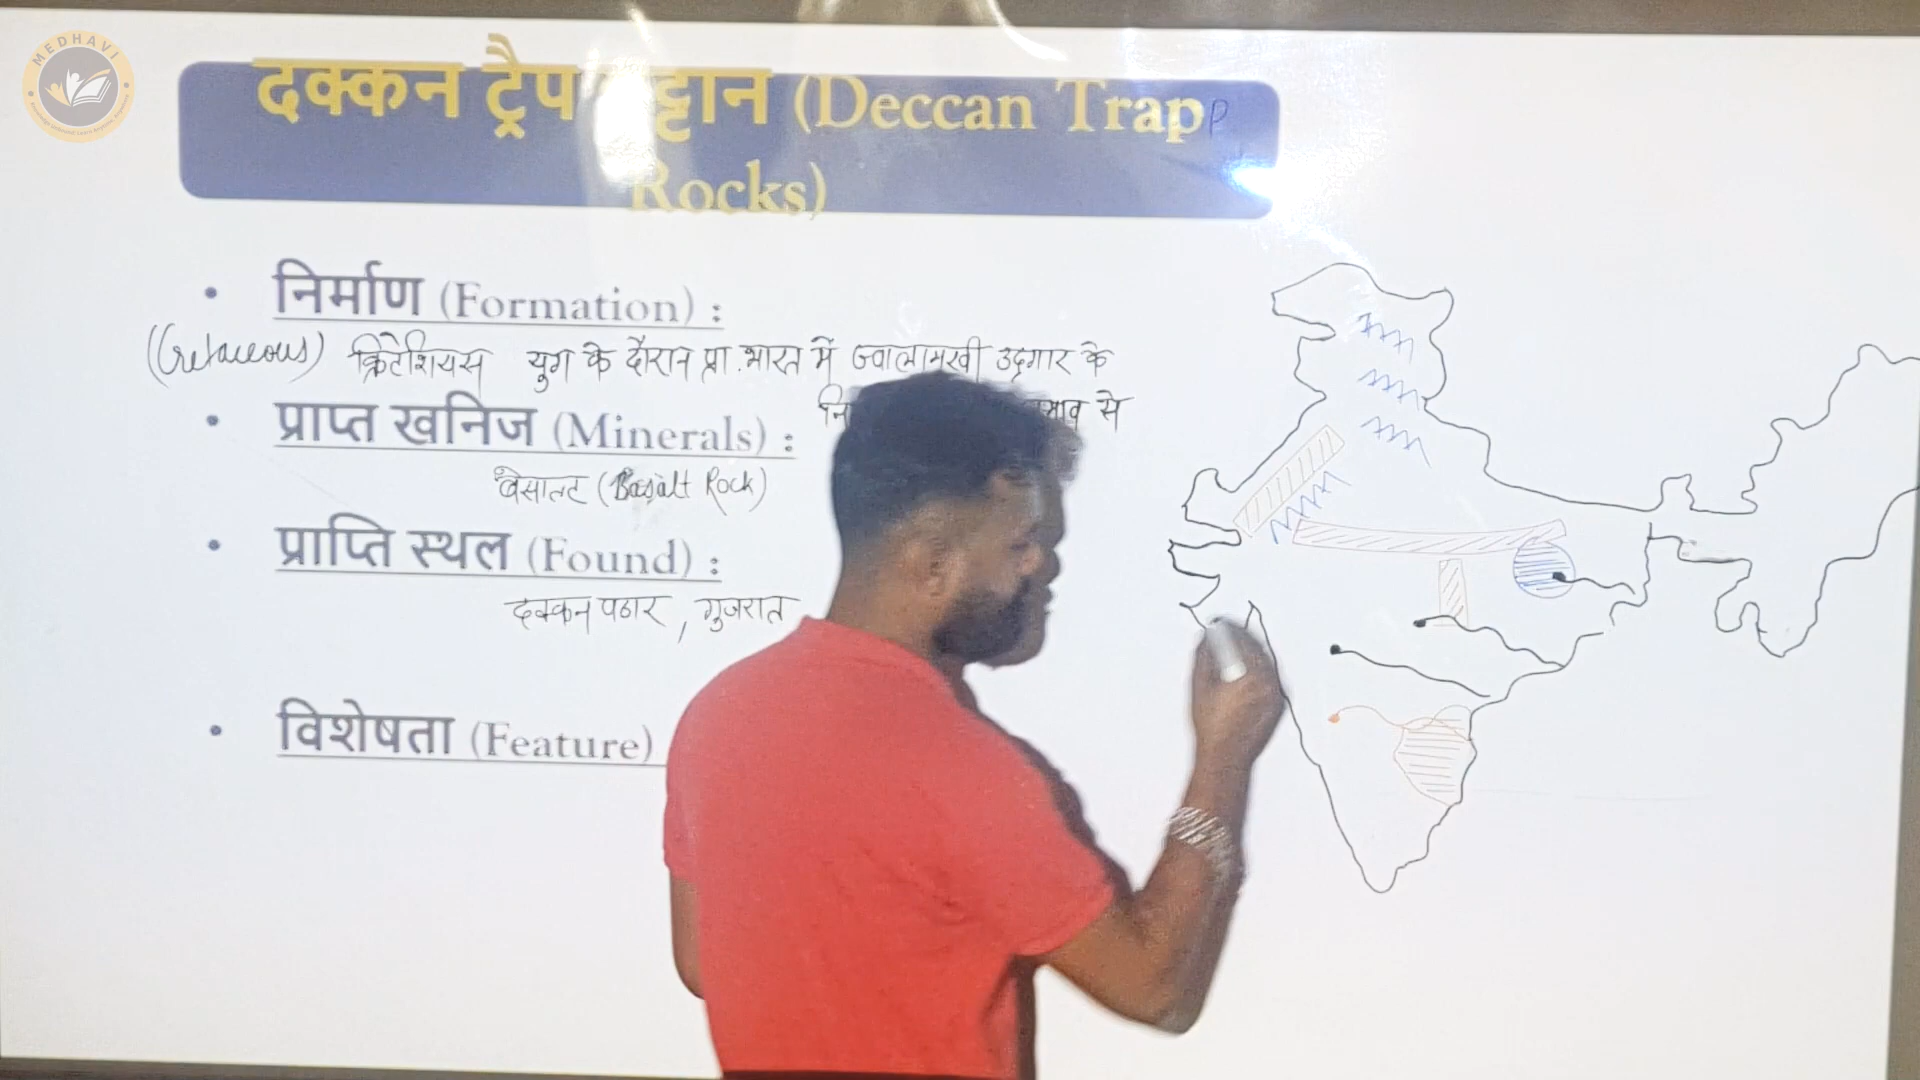 MEDHAVI
दक्कन ट्रैप ट्टान (Deccan Trapp
Rocks)
• निर्माण (Formation) :
(Cretaceous) क्रिटेशियस युग के दौरान प्रा. भारत में ज्वालामुखी उद्गार के
से
• प्राप्त खनिज (Minerals) :
बेसाल्ट (Basalt Rock)
• प्राप्ति स्थल (Found) :
दक्कन पठार, गुजरात
• विशेषता (Feature)